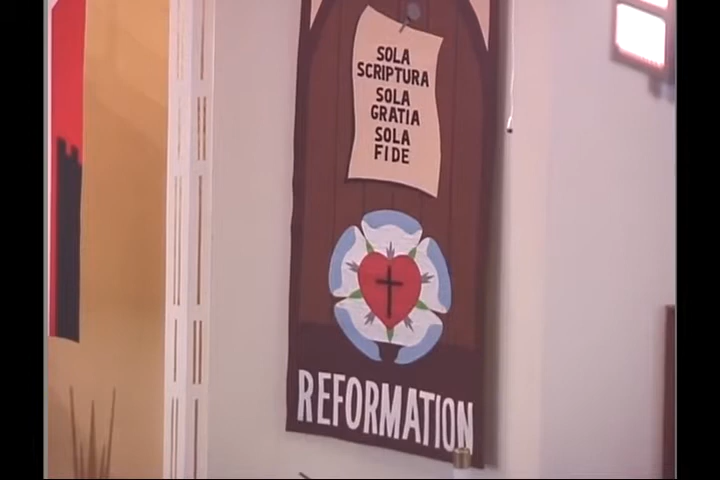 SOLA
SCRIPTURA
SOLA
GRATIA
SOLA
FIDE
REFORMATION